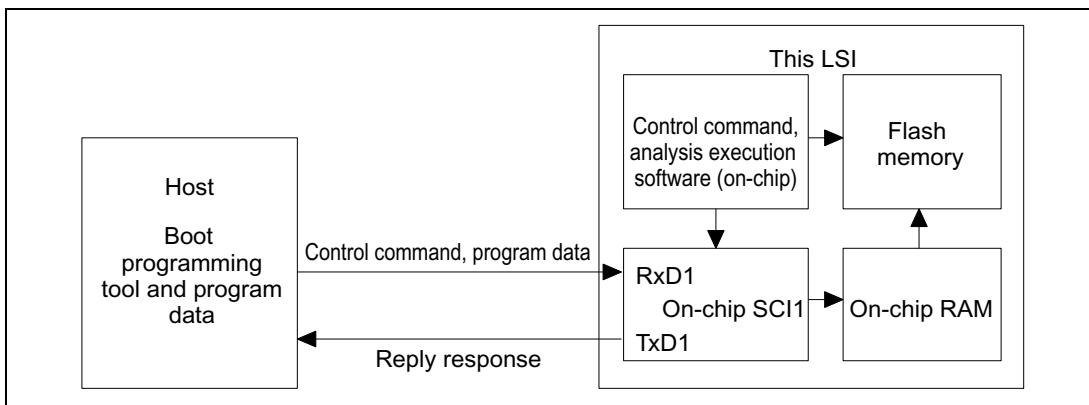 This LSI
Host
Boot
programming
tool and program
data
Control command, program data
Reply response
Control command,
analysis execution
software (on-chip)
Flash
memory
RxD1
On-chip SCI1
TxD1
On-chip RAM